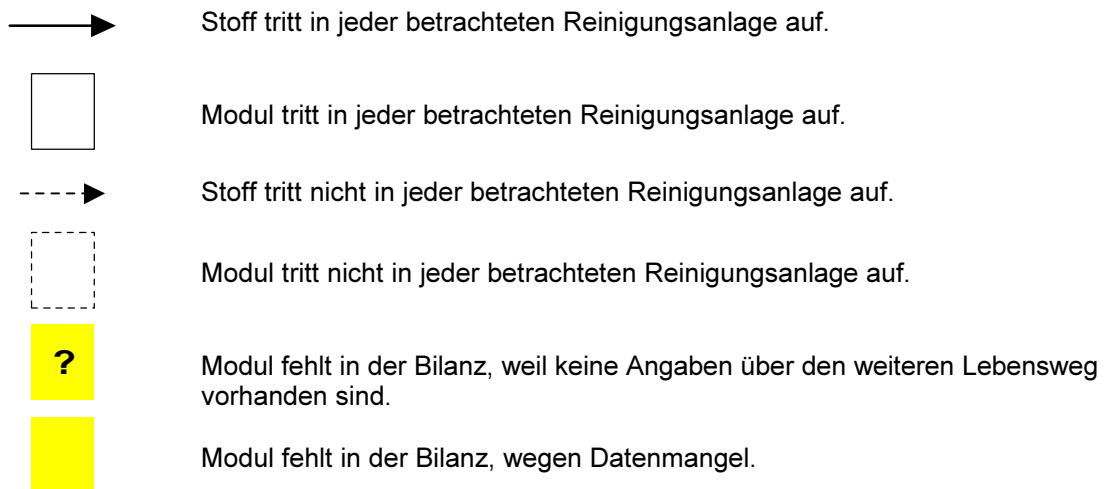 Stoff tritt in jeder betrachteten Reinigungsanlage auf.
Modul tritt in jeder betrachteten Reinigungsanlage auf.
Stoff tritt nicht in jeder betrachteten Reinigungsanlage auf.
Modul tritt nicht in jeder betrachteten Reinigungsanlage auf.
?
Modul fehlt in der Bilanz, weil keine Angaben über den weiteren Lebensweg
vorhanden sind.
Modul fehlt in der Bilanz, wegen Datenmangel.